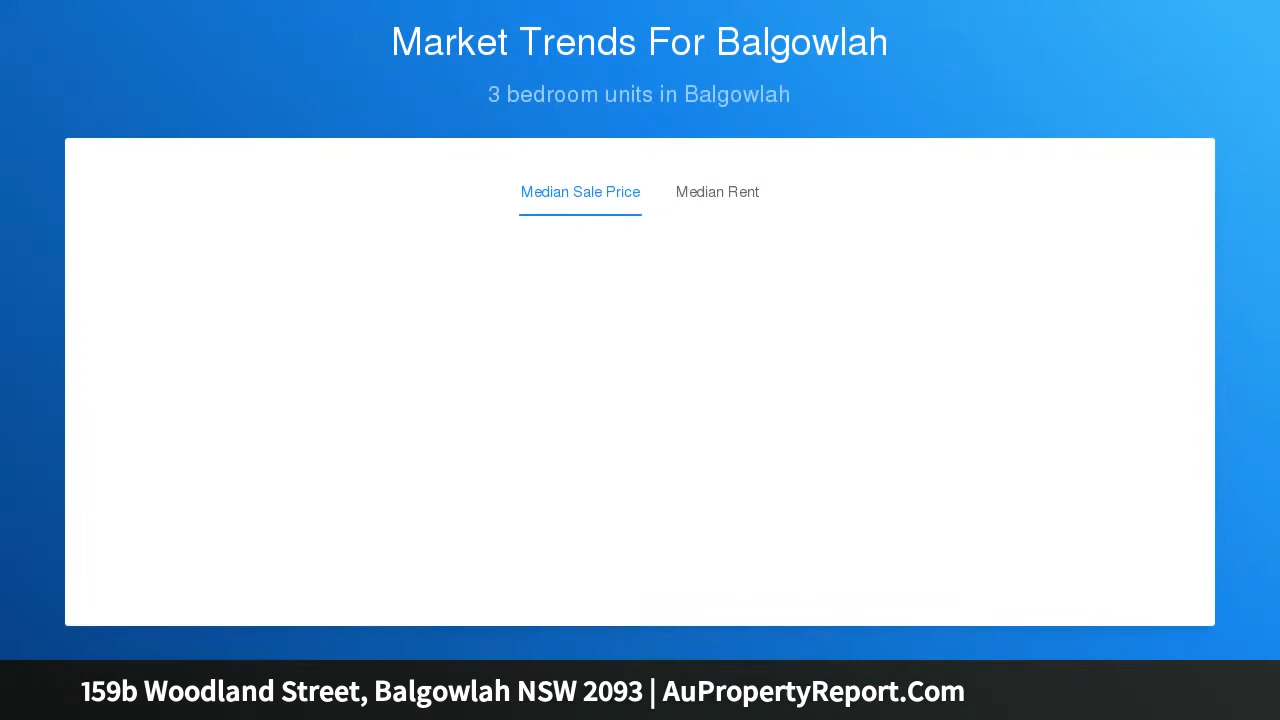 Market Trends For Balgowlah
3 bedroom units in Balgowlah
Median Sale Price Median Rent
159b Woodland Street, Balgowlah NSW 2093 | AuPropertyReport.Com